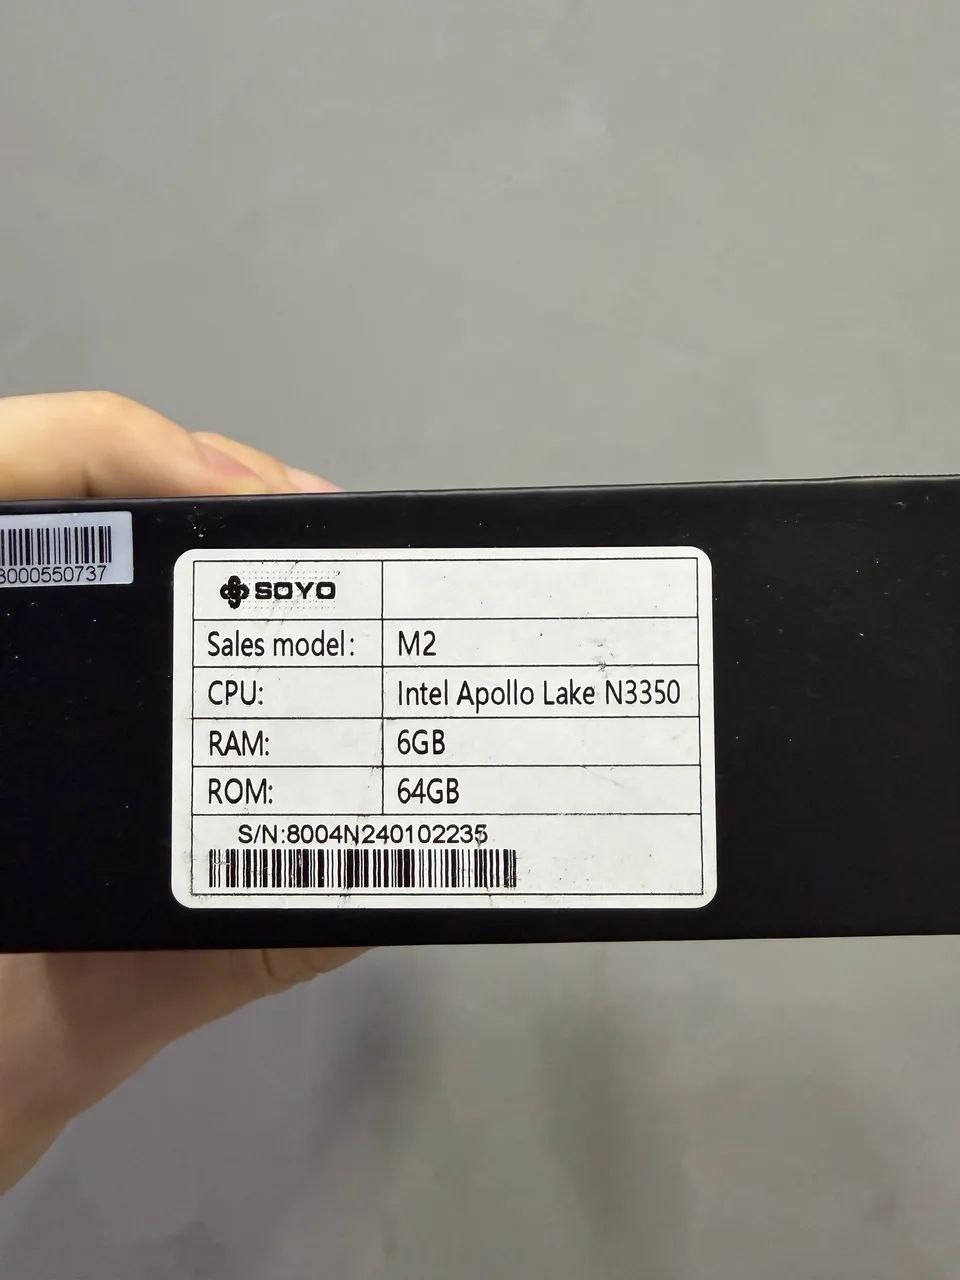 3000550737
SOYO
Sales model: M2
CPU: Intel Apollo Lake N3350
RAM: 6GB
ROM: 64GB
S/N:8004N240102235